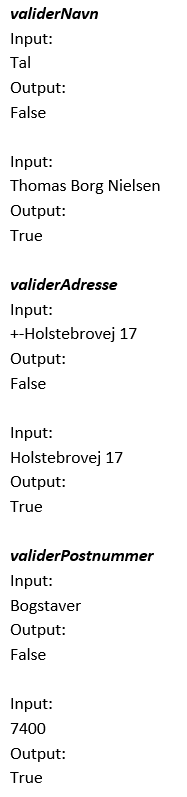 validerNavn
Input:
Tal
Output:
False
Input:
Thomas Borg Nielsen
Output:
True
validerAdresse
Input:
+-Holstebrovej 17
Output:
False
Input:
Holstebrovej 17
Output:
True
validerPostnummer
Input:
Bogstaver
Output:
False
Input:
7400
Output:
True